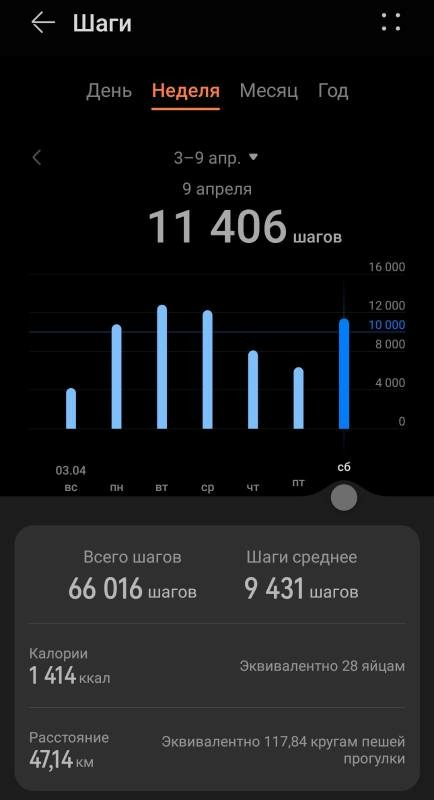 Шаги
День Неделя Месяц Год
3–9 апр.
9 апреля
11 406 шагов
16 000
12 000
10 000
8 000
4 000
0
03.04
вс пн вт ср чт пт сб
Всего шагов Шаги среднее
66 016 шагов 9 431 шагов
Калории
1 414 ккал
Эквивалентно 28 яйцам
Расстояние
47,14 км
Эквивалентно 117,84 кругам пешей
прогулки